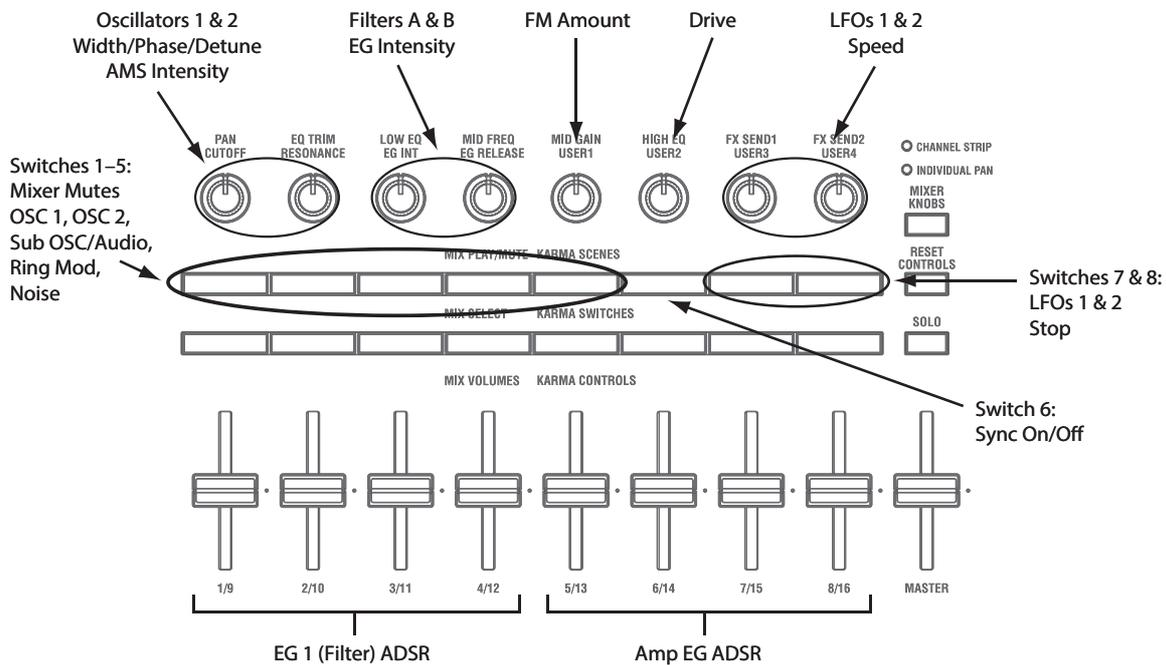 Oscillators 1 & 2
Width/Phase/Detune
AMS Intensity
Filters A & B
EG Intensity
FM Amount
Drive
LFOs 1 & 2
Speed
PAN
CUTOFF
EQ TRIM
RESONANCE
LOW EQ
EG INT
MID FREQ
EG RELEASE
MID GAIN
USER1
HIGH EQ
USER2
FX SEND1
USER3
FX SEND2
USER4
CHANNEL STRIP
INDIVIDUAL PAN
MIXER
KNOBS
Switches 1–5:
Mixer Mutes
OSC 1, OSC 2,
Sub OSC/Audio,
Ring Mod,
Noise
MIX PLAY/MUTE KARMA SCENES
RESET
CONTROLS
Switches 7 & 8:
LFOs 1 & 2
Stop
MIX SELECT KARMA SWITCHES
SOLO
MIX VOLUMES KARMA CONTROLS
Switch 6:
Sync On/Off
1/9 2/10 3/11 4/12 5/13 6/14 7/15 8/16 MASTER
EG 1 (Filter) ADSR
Amp EG ADSR